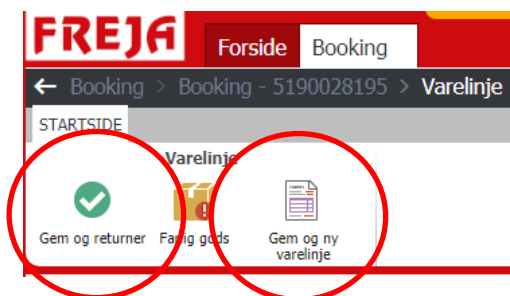 FREJA Forside Booking
← Booking > Booking - 5190028195 > Varelinje
STARTSIDE
Varelinje
Gem og returner Farlig gods Gem og ny
varelinje